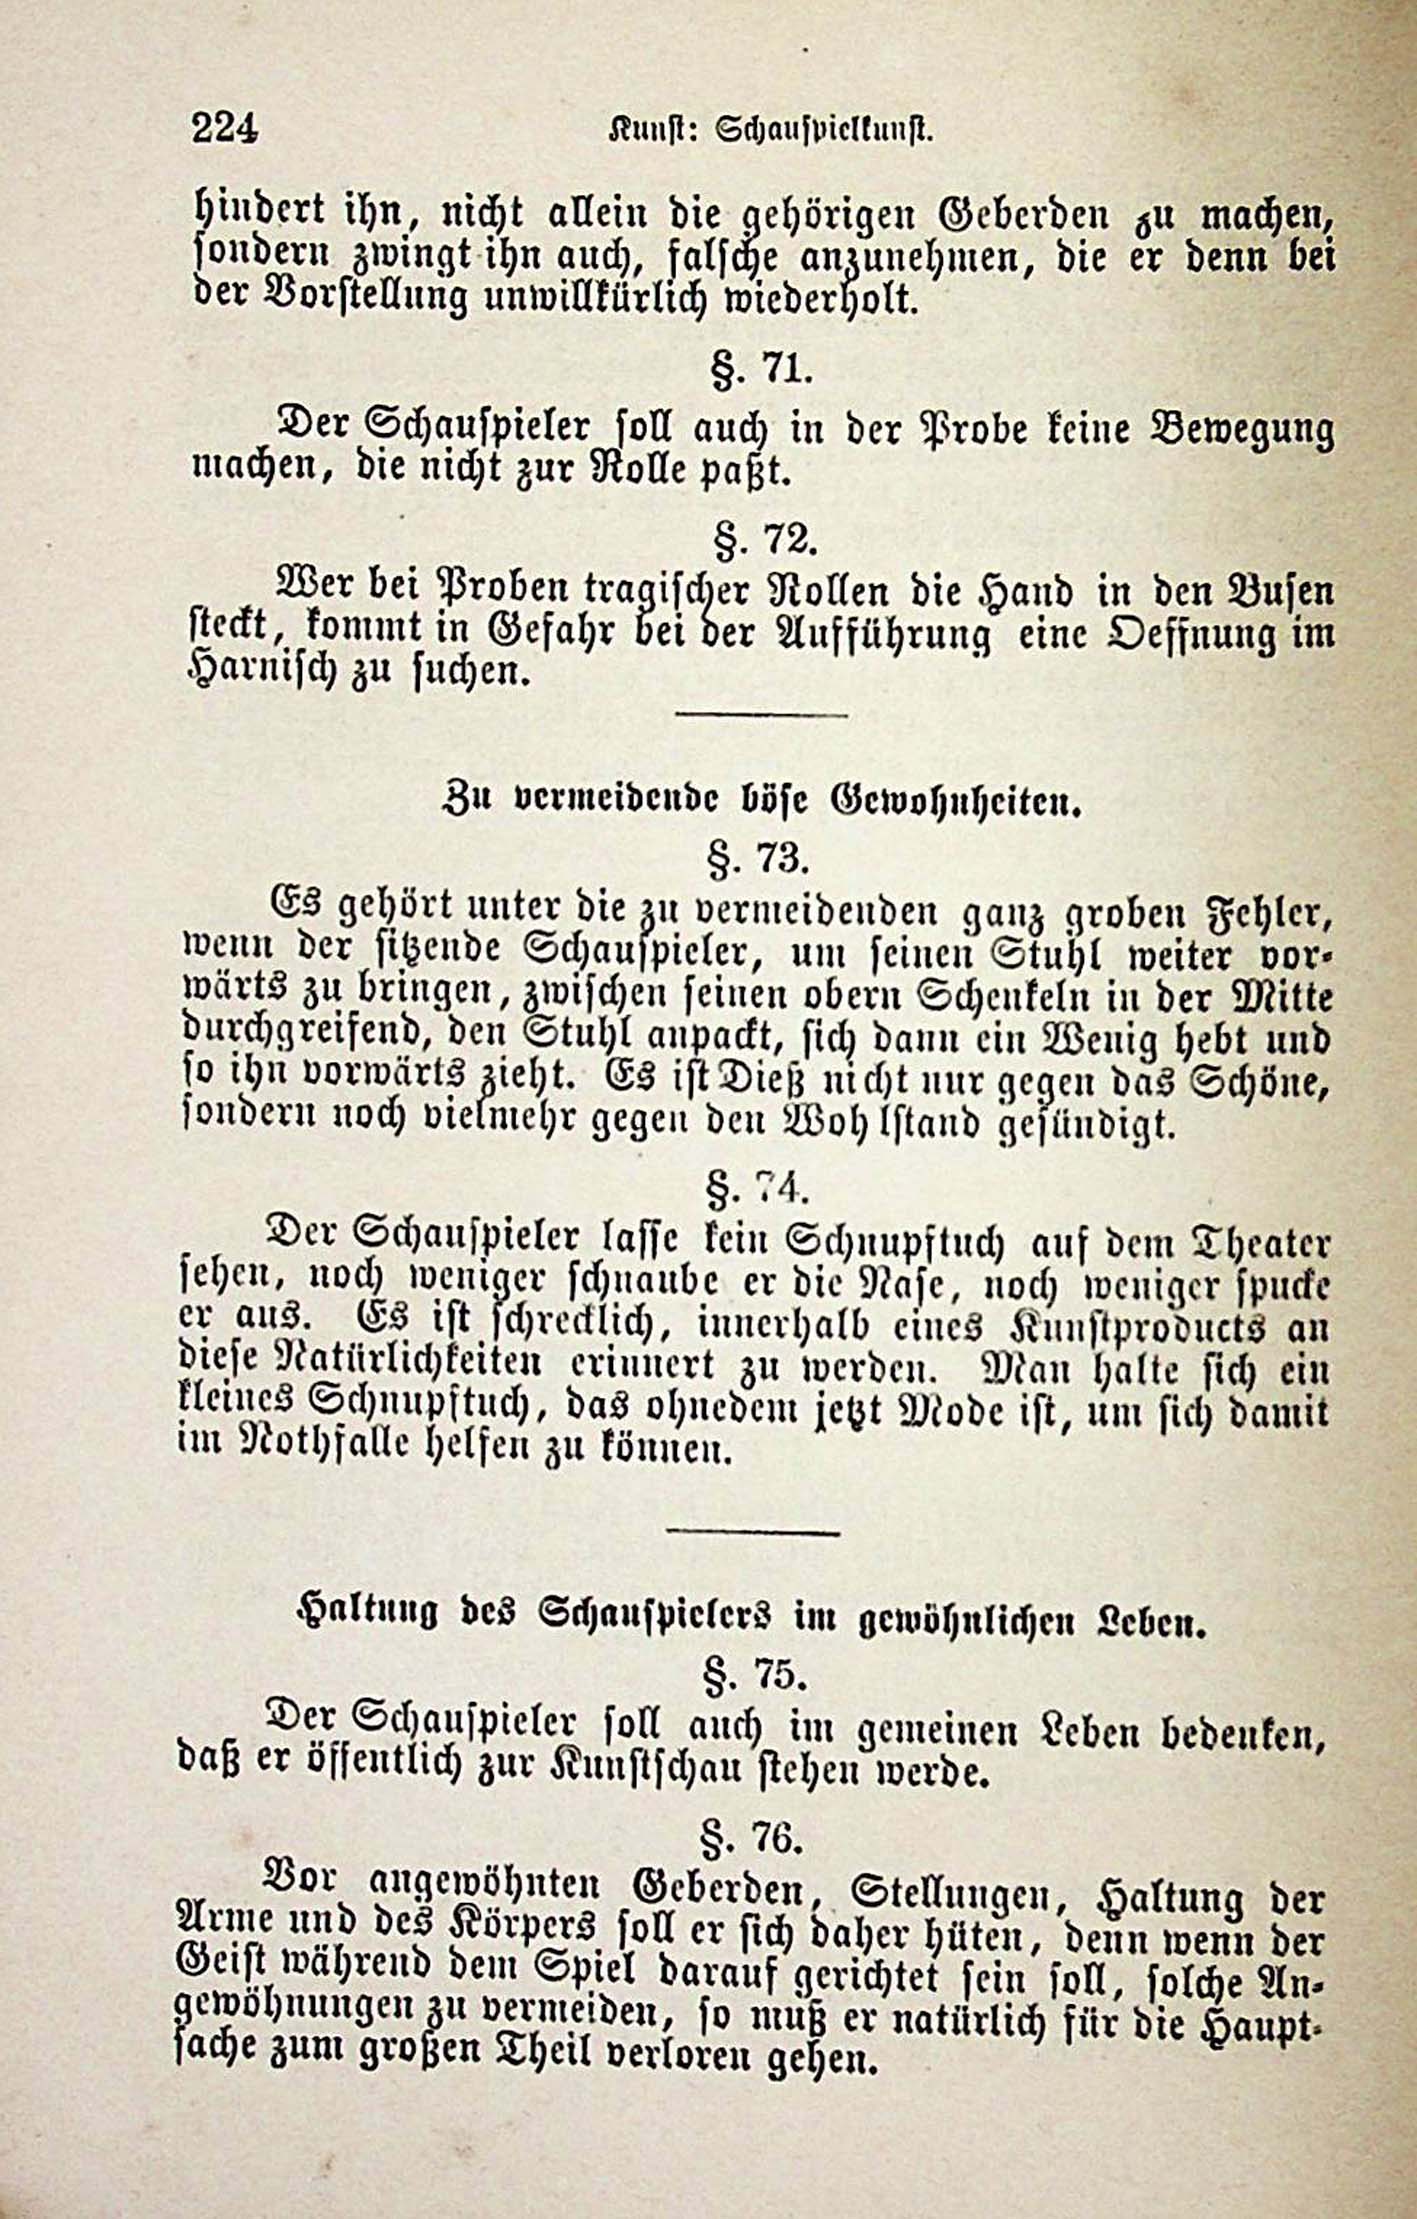 224 Kunst: Schauspielkunst.
hindert ihn, nicht allein die gehörigen Geberden zu machen,
sondern zwingt ihn auch, falsche anzunehmen, die er denn bei
der Vorstellung unwillkürlich wiederholt.
§. 71.
Der Schauspieler soll auch in der Probe keine Bewegung
machen, die nicht zur Rolle paßt.
§. 72.
Wer bei Proben tragischer Rollen die Hand in den Busen
steckt, kommt in Gefahr bei der Aufführung eine Oeffnung im
Harnisch zu suchen.
Zu vermeidende böse Gewohnheiten.
§. 73.
Es gehört unter die zu vermeidenden ganz groben Fehler,
wenn der sitzende Schauspieler, um seinen Stuhl weiter vor-
wärts zu bringen, zwischen seinen obern Schenkeln in der Mitte
durchgreifend, den Stuhl anpackt, sich dann ein Wenig hebt und
so ihn vorwärts zieht. Es ist Dieß nicht nur gegen das Schöne,
sondern noch vielmehr gegen den Wohlstand gesündigt.
§. 74.
Der Schauspieler lasse kein Schnupftuch auf dem Theater
sehen, noch weniger schnaube er die Nase, noch weniger spucke
er aus. Es ist schrecklich, innerhalb eines Kunstproducts an
diese Natürlichkeiten erinnert zu werden. Man halte sich ein
kleines Schnupftuch, das ohnedem jetzt Mode ist, um sich damit
im Nothfalle helfen zu können.
Haltung des Schauspielers im gewöhnlichen Leben.
§. 75.
Der Schauspieler soll auch im gemeinen Leben bedenken,
daß er öffentlich zur Kunstschau stehen werde.
§. 76.
Vor angewöhnten Geberden, Stellungen, Haltung der
Arme und des Körpers soll er sich daher hüten, denn wenn der
Geist während dem Spiel darauf gerichtet sein soll, solche An-
gewöhnungen zu vermeiden, so muß er natürlich für die Haupt-
sache zum großen Theil verloren gehen.